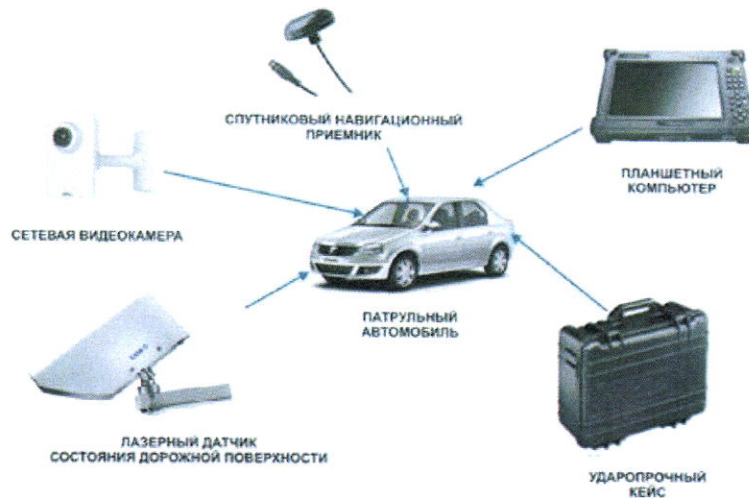 СПУТНИКОВЫЙ НАВИГАЦИОННЫЙ
ПРИЕМНИК
ПЛАНШЕТНЫЙ
КОМПЬЮТЕР
СЕТЕВАЯ ВИДЕОКАМЕРА
ПАТРУЛЬНЫЙ
АВТОМОБИЛЬ
ЛАЗЕРНЫЙ ДАТЧИК
СОСТОЯНИЯ ДОРОЖНОЙ ПОВЕРХНОСТИ
УДАРОПРОЧНЫЙ
КЕЙС